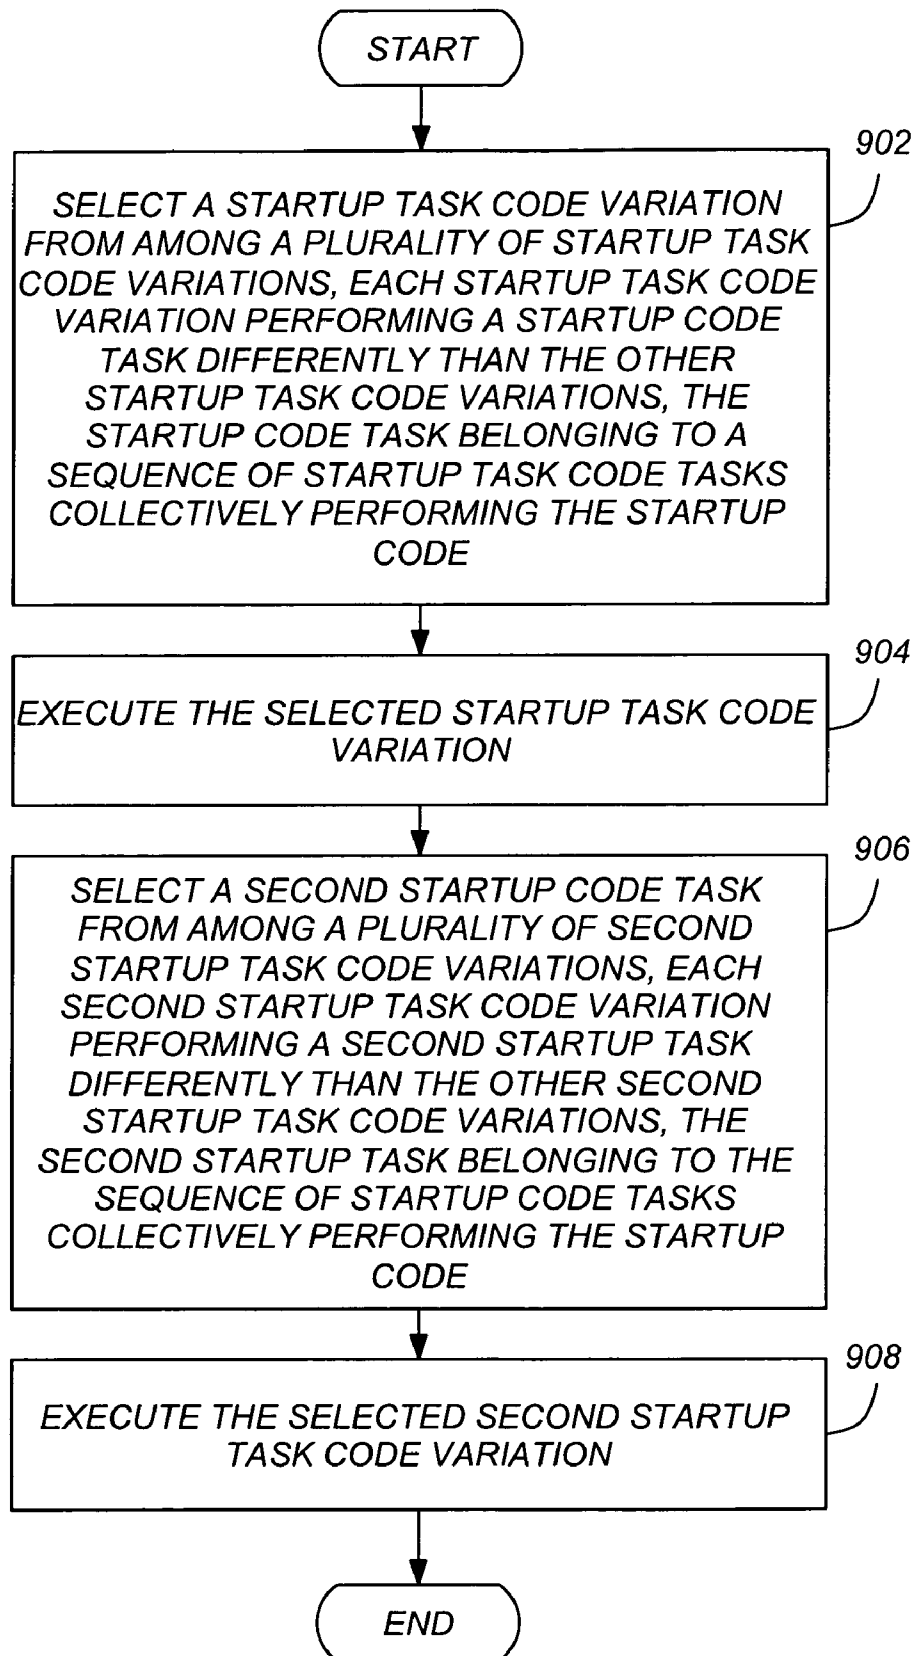 START
902
SELECT A STARTUP TASK CODE VARIATION
FROM AMONG A PLURALITY OF STARTUP TASK
CODE VARIATIONS, EACH STARTUP TASK CODE
VARIATION PERFORMING A STARTUP CODE
TASK DIFFERENTLY THAN THE OTHER
STARTUP TASK CODE VARIATIONS, THE
STARTUP CODE TASK BELONGING TO A
SEQUENCE OF STARTUP TASK CODE TASKS
COLLECTIVELY PERFORMING THE STARTUP
CODE
904
EXECUTE THE SELECTED STARTUP TASK CODE
VARIATION
906
SELECT A SECOND STARTUP CODE TASK
FROM AMONG A PLURALITY OF SECOND
STARTUP TASK CODE VARIATIONS, EACH
SECOND STARTUP TASK CODE VARIATION
PERFORMING A SECOND STARTUP TASK
DIFFERENTLY THAN THE OTHER SECOND
STARTUP TASK CODE VARIATIONS, THE
SECOND STARTUP TASK BELONGING TO THE
SEQUENCE OF STARTUP CODE TASKS
COLLECTIVELY PERFORMING THE STARTUP
CODE
908
EXECUTE THE SELECTED SECOND STARTUP
TASK CODE VARIATION
END